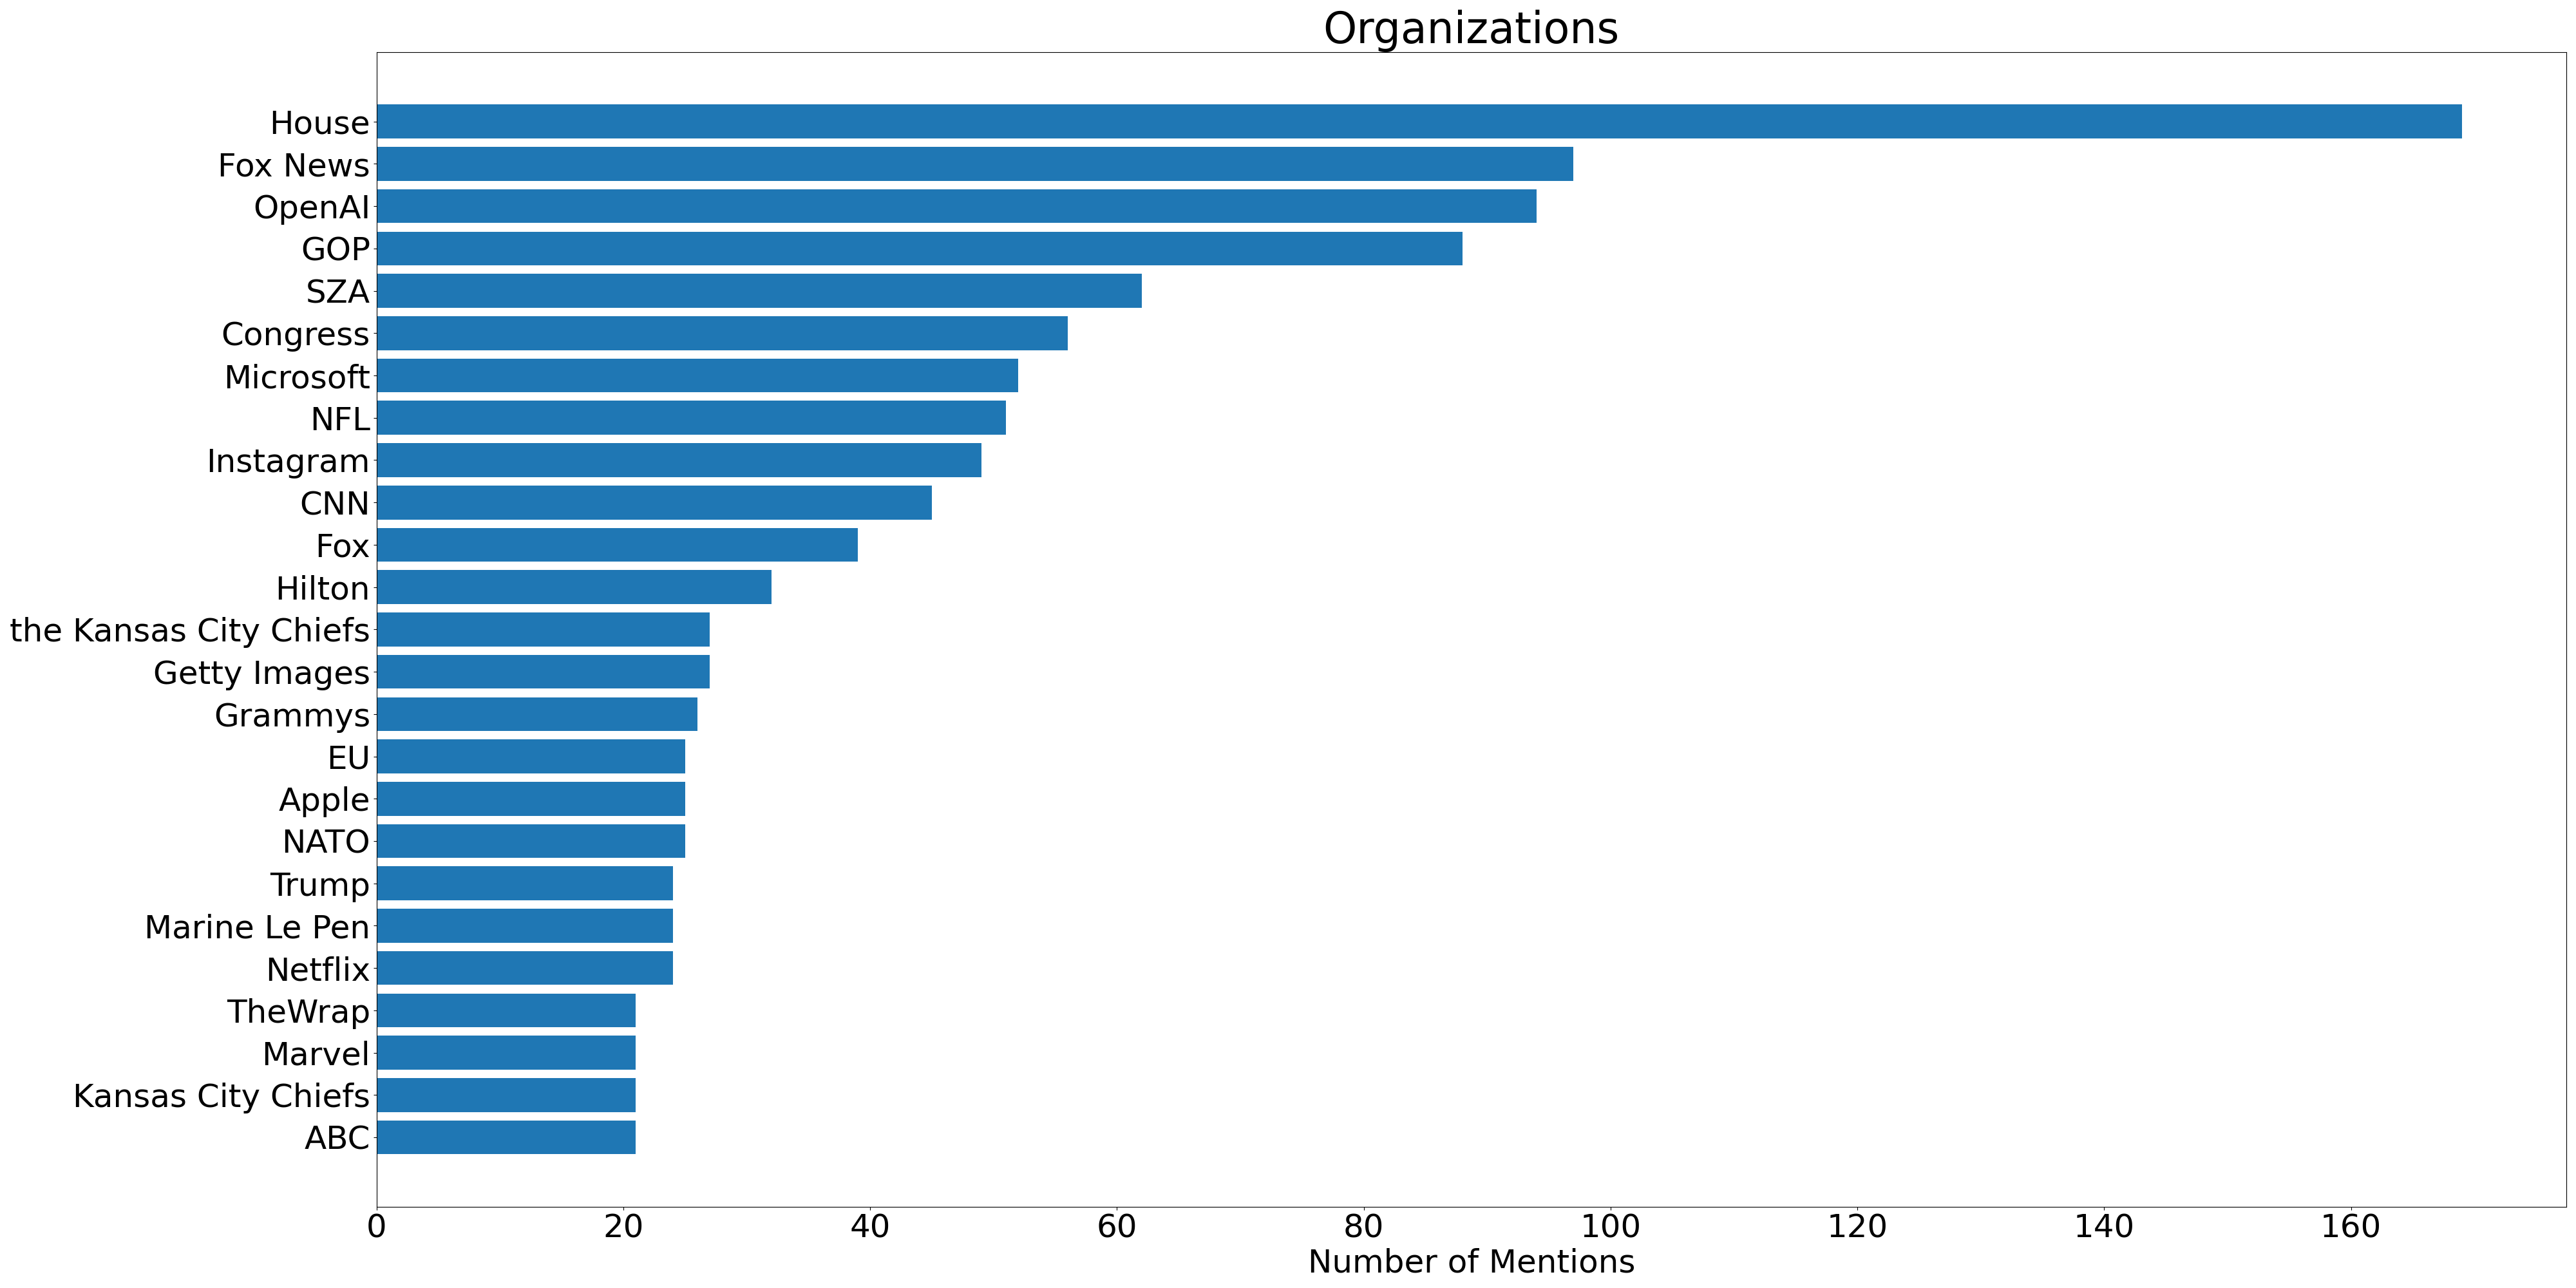 Organizations
House
Fox News
OpenAI
GOP
SZA
Congress
Microsoft
NFL
Instagram
CNN
Fox
Hilton
the Kansas City Chiefs
Getty Images
Grammys
EU
Apple
NATO
Trump
Marine Le Pen
Netflix
TheWrap
Marvel
Kansas City Chiefs
ABC
0 20 40 60 80 100 120 140 160
Number of Mentions